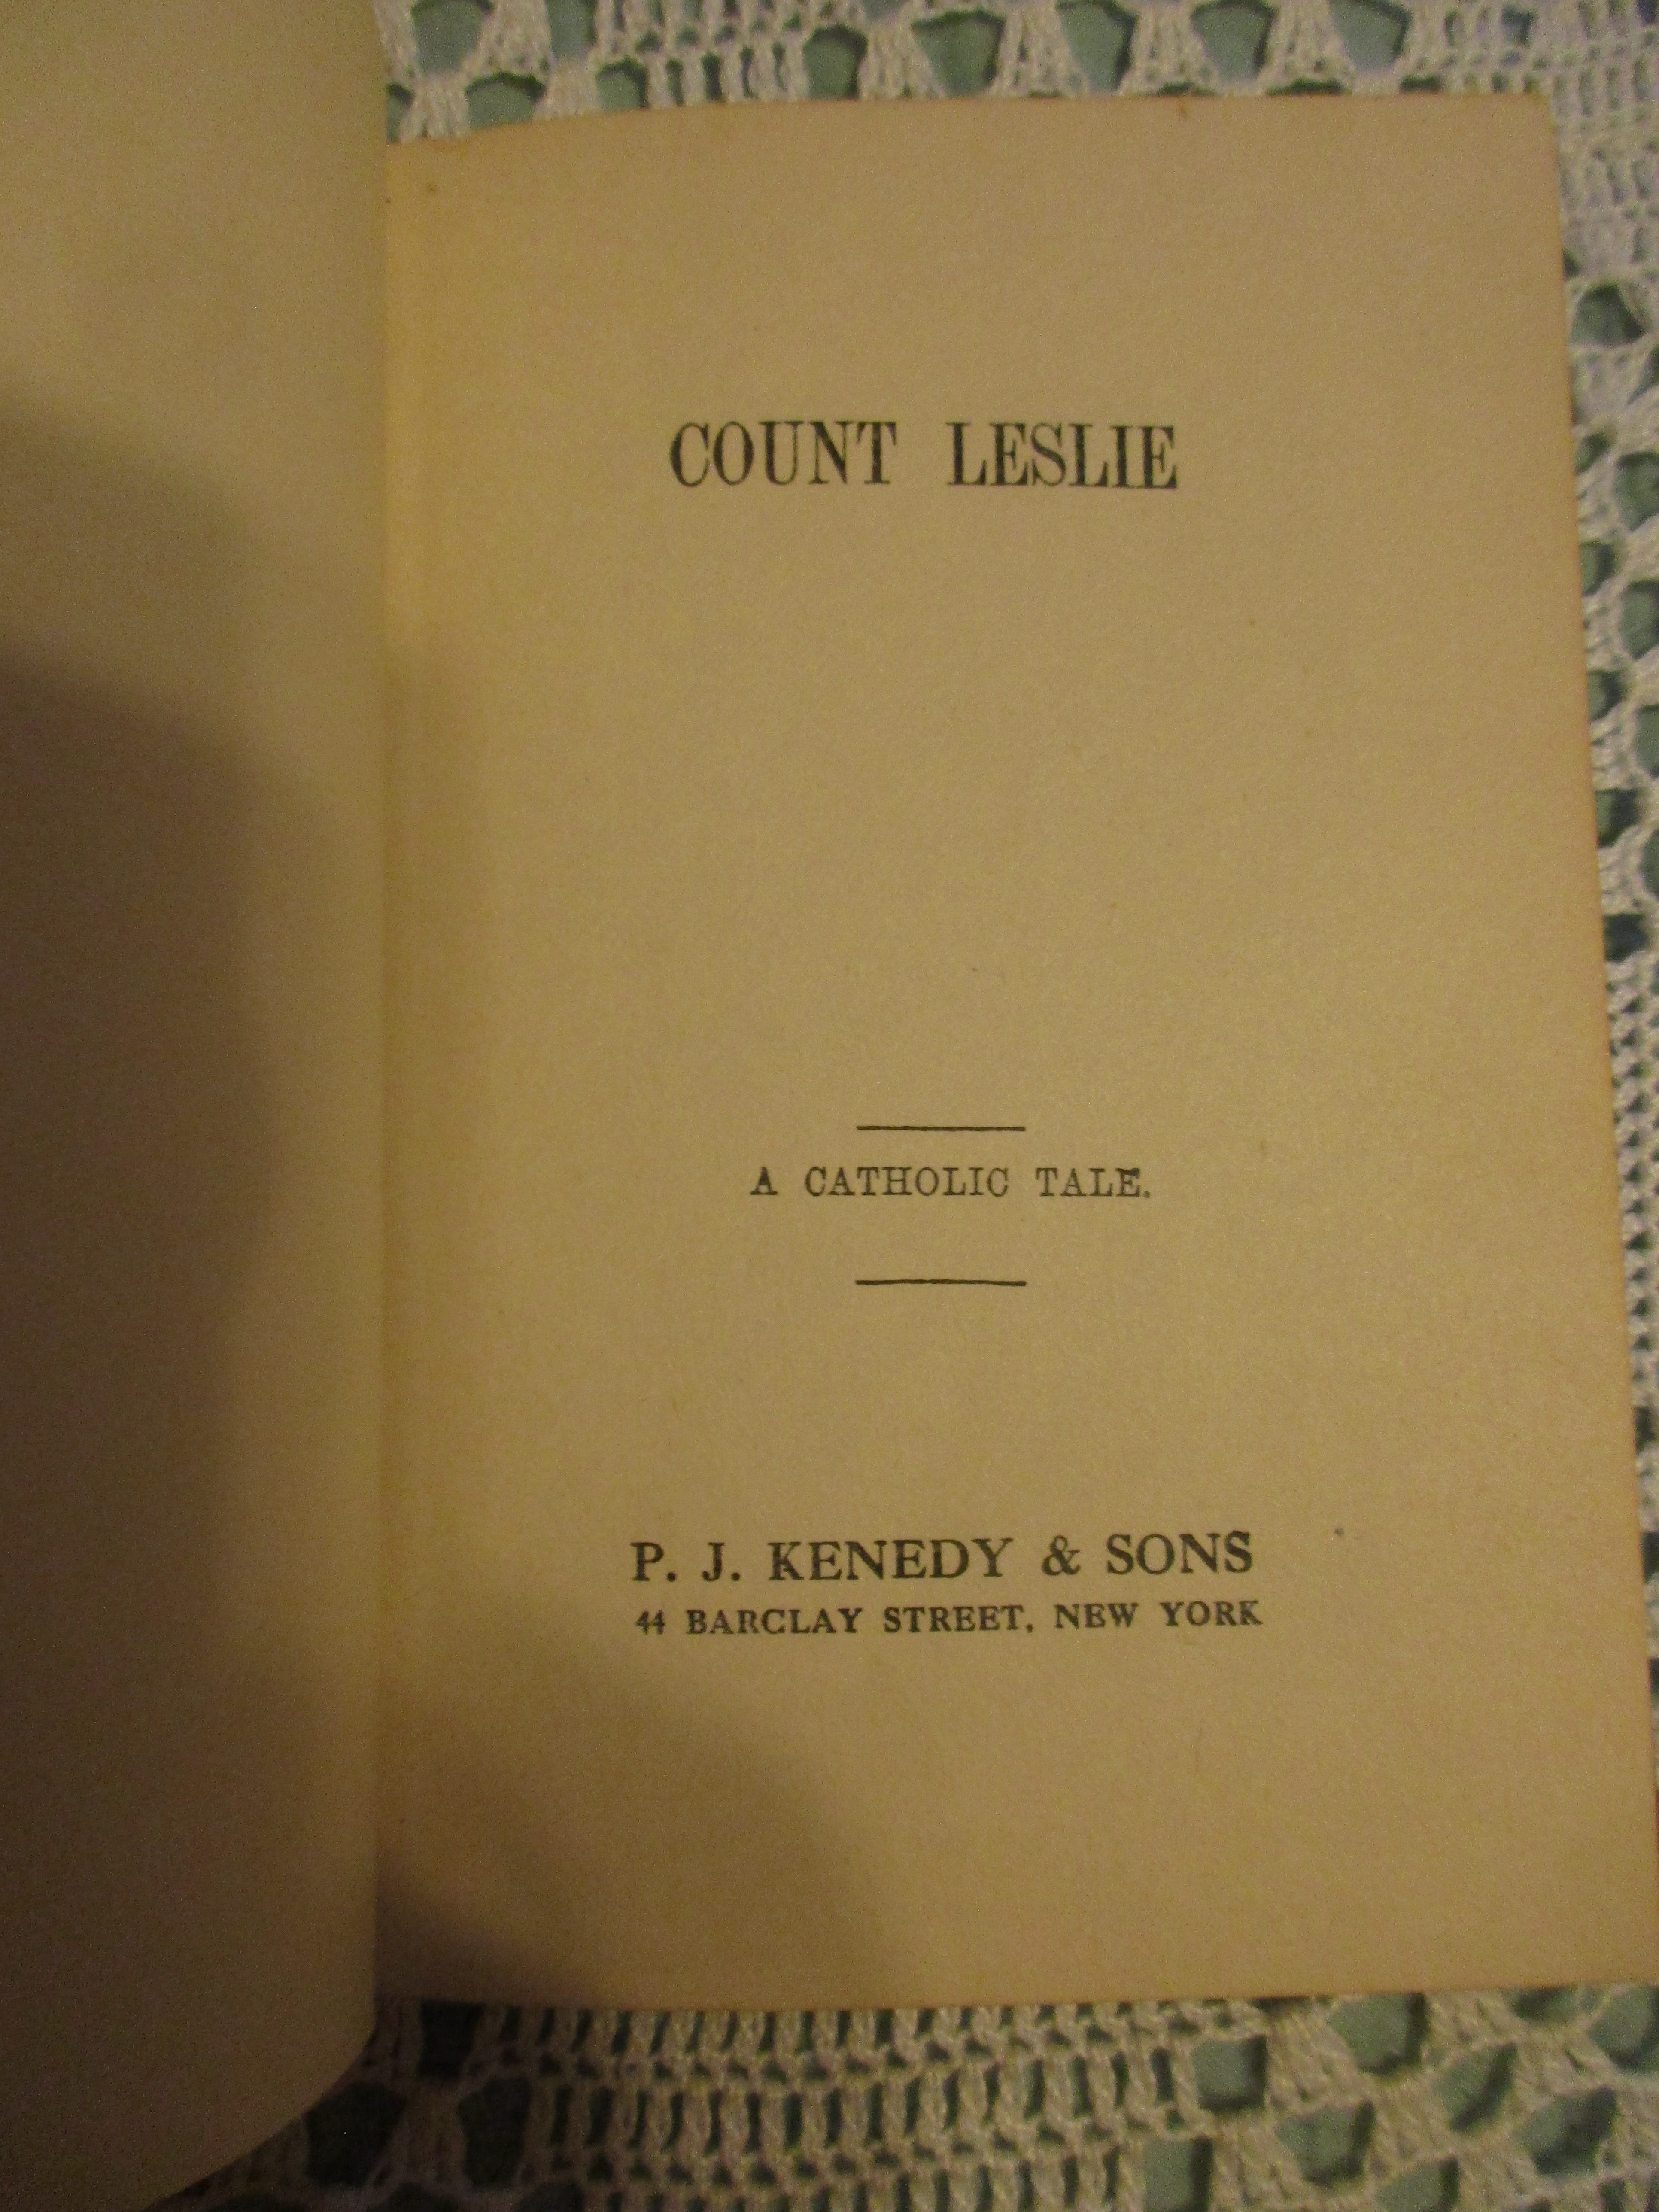 COUNT LESLIE
A CATHOLIC TALE.
P. J. KENEDY & SONS
44 BARCLAY STREET, NEW YORK